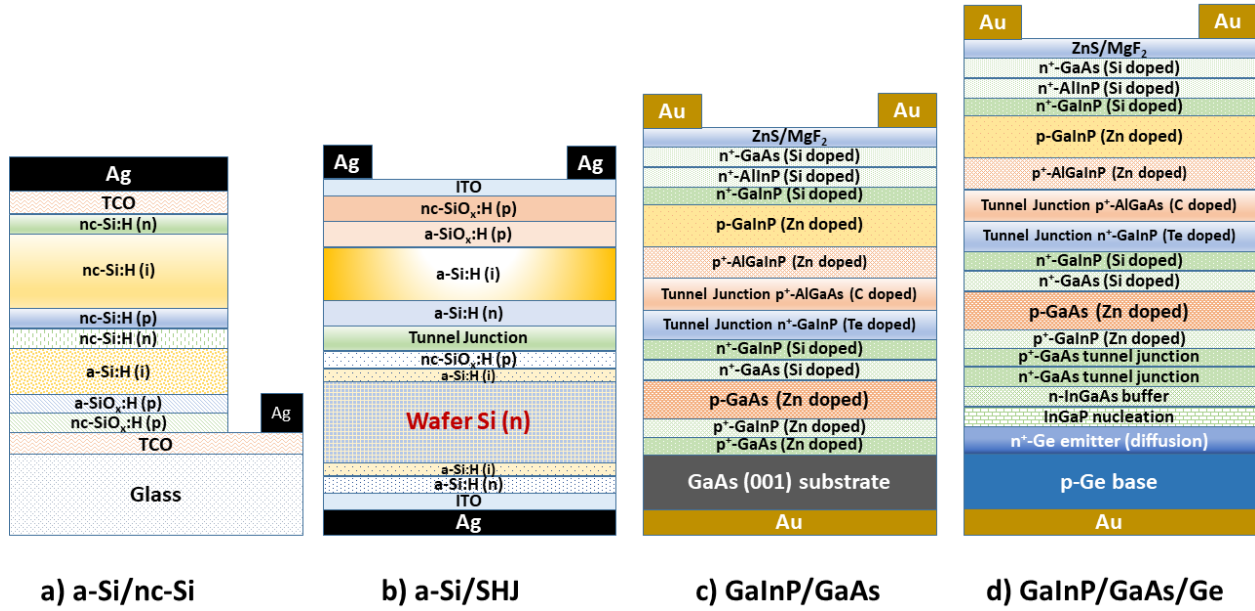 Ag
TCO
nc-Si:H (n)
nc-Si:H (i)
nc-Si:H (p)
nc-Si:H (n)
a-Si:H (i)
a-SiOₓ:H (p)
nc-SiOₓ:H (p)
Ag
TCO
Glass
a) a-Si/nc-Si
Ag
Ag
ITO
nc-SiOₓ:H (p)
a-SiOₓ:H (p)
a-Si:H (i)
a-Si:H (n)
Tunnel Junction
nc-SiOₓ:H (p)
a-Si:H (i)
Wafer Si (n)
a-Si:H (i)
a-Si:H (n)
ITO
Ag
b) a-Si/SHJ
Au
Au
ZnS/MgF₂
n⁺-GaAs (Si doped)
n⁺-AlInP (Si doped)
n⁺-GaInP (Si doped)
p-GaInP (Zn doped)
p⁺-AlGaInP (Zn doped)
Tunnel Junction p⁺-AlGaAs (C doped)
Tunnel Junction n⁺-GaInP (Te doped)
n⁺-GaInP (Si doped)
n⁺-GaAs (Si doped)
p-GaAs (Zn doped)
p⁺-GaInP (Zn doped)
p⁺-GaAs (Zn doped)
GaAs (001) substrate
Au
c) GaInP/GaAs
Au
Au
ZnS/MgF₂
n⁺-GaAs (Si doped)
n⁺-AlInP (Si doped)
n⁺-GaInP (Si doped)
p-GaInP (Zn doped)
p⁺-AlGaInP (Zn doped)
Tunnel Junction p⁺-AlGaAs (C doped)
Tunnel Junction n⁺-GaInP (Te doped)
n⁺-GaInP (Si doped)
n⁺-GaAs (Si doped)
p-GaAs (Zn doped)
p⁺-GaInP (Zn doped)
p⁺-GaAs tunnel junction
n⁺-GaAs tunnel junction
n-InGaAs buffer
InGaP nucleation
n⁺-Ge emitter (diffusion)
p-Ge base
Au
d) GaInP/GaAs/Ge